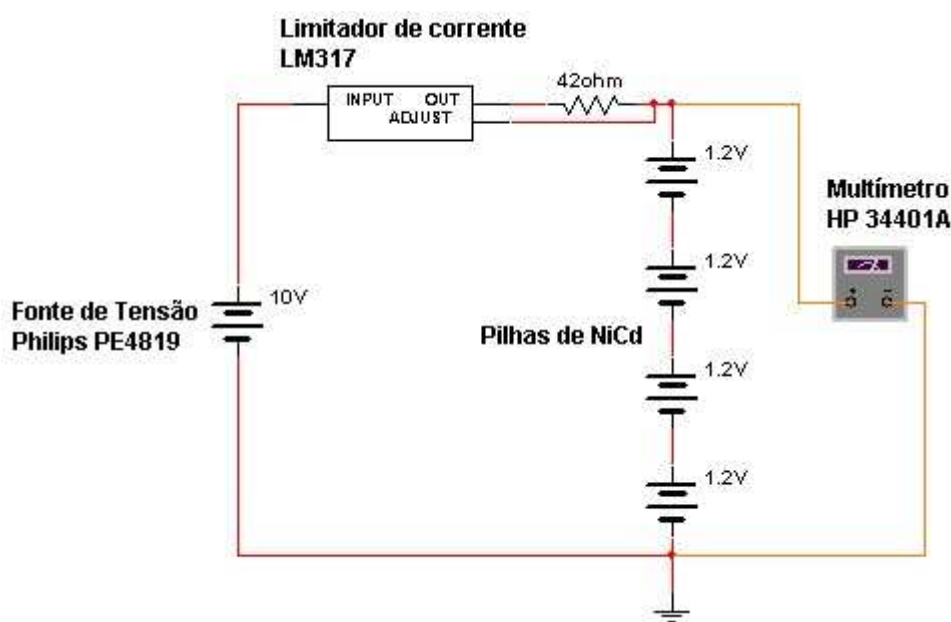 Limitador de corrente
LM317
42ohm
INPUT OUT
ADJUST
1.2V
Multímetro
HP 34401A
1.2V
10V
Fonte de Tensão
Philips PE4819
Pilhas de NiCd
1.2V
1.2V